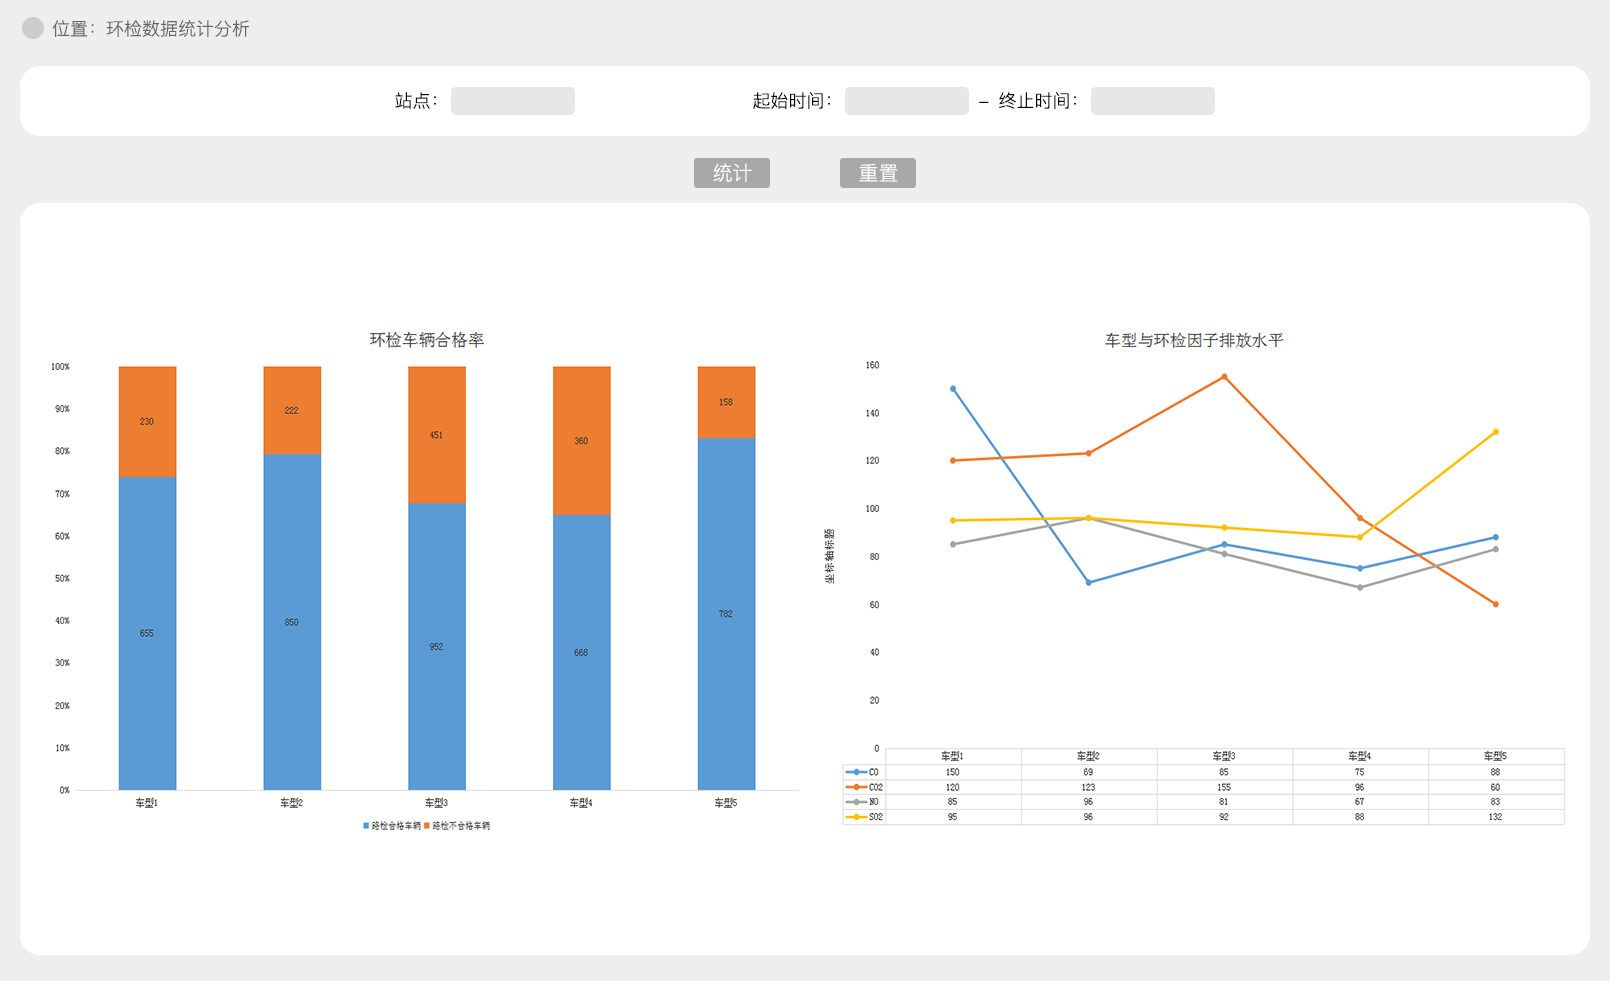 位置：环检数据统计分析
站点：
起始时间： – 终止时间：
统计
重置
环检车辆合格率
100%
90%
80%
70%
60%
50%
40%
30%
20%
10%
0%
230 222 451 360 158
655 850 952 668 782
车型1 车型2 车型3 车型4 车型5
路检合格车辆 路检不合格车辆
车型与环检因子排放水平
坐标轴标题
160
140
120
100
80
60
40
20
0
车型1 车型2 车型3 车型4 车型5
CO 150 69 85 75 88
CO2 120 123 155 96 60
NO 85 96 81 67 83
SO2 95 96 92 88 132